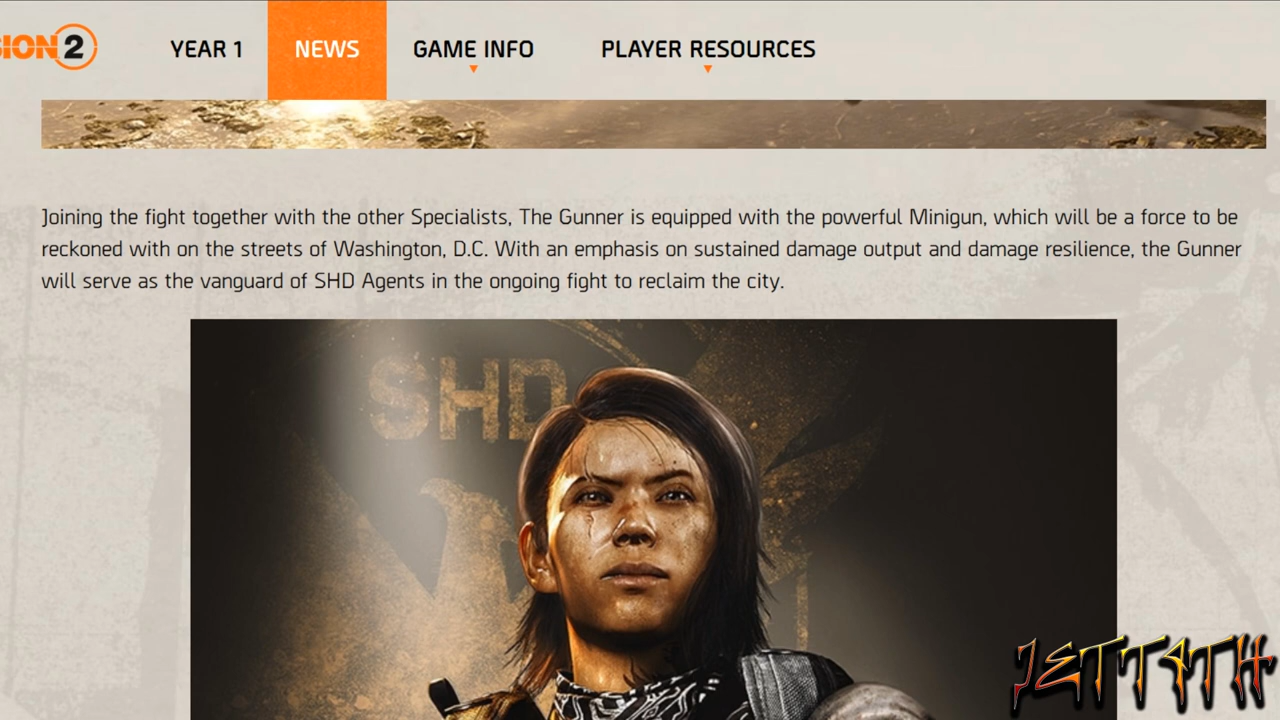 ION 2
YEAR 1
NEWS
GAME INFO
PLAYER RESOURCES
Joining the fight together with the other Specialists, The Gunner is equipped with the powerful Minigun, which will be a force to be
reckoned with on the streets of Washington, D.C. With an emphasis on sustained damage output and damage resilience, the Gunner
will serve as the vanguard of SHD Agents in the ongoing fight to reclaim the city.
SHD